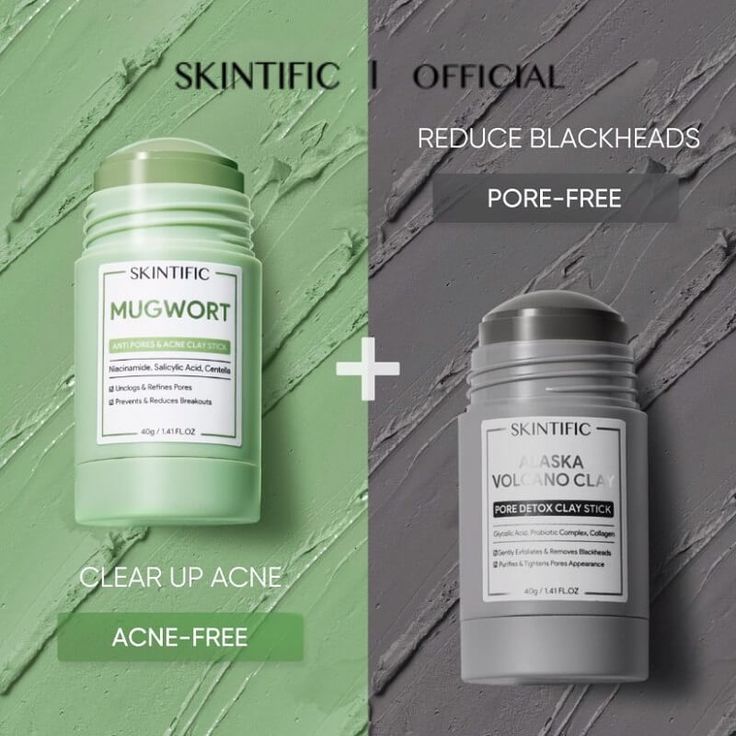 SKINTIFIC | OFFICIAL
REDUCE BLACKHEADS
PORE-FREE
SKINTIFIC
MUGWORT
ANTI PORES & ACNE CLAY STICK
Niacinamide, Salicylic Acid, Centella
Unclogs & Refines Pores
Prevents & Reduces Breakouts
40g / 1.41 FL.OZ
+
SKINTIFIC
ALASKA
VOLCANO CLAY
PORE DETOX CLAY STICK
Glycolic Acid, Probiotic Complex, Collagen
Gently Exfoliates & Removes Blackheads
Purifies & Tightens Pores Appearance
40g / 1.41 FL.OZ
CLEAR UP ACNE
ACNE-FREE
SKINTIFIC